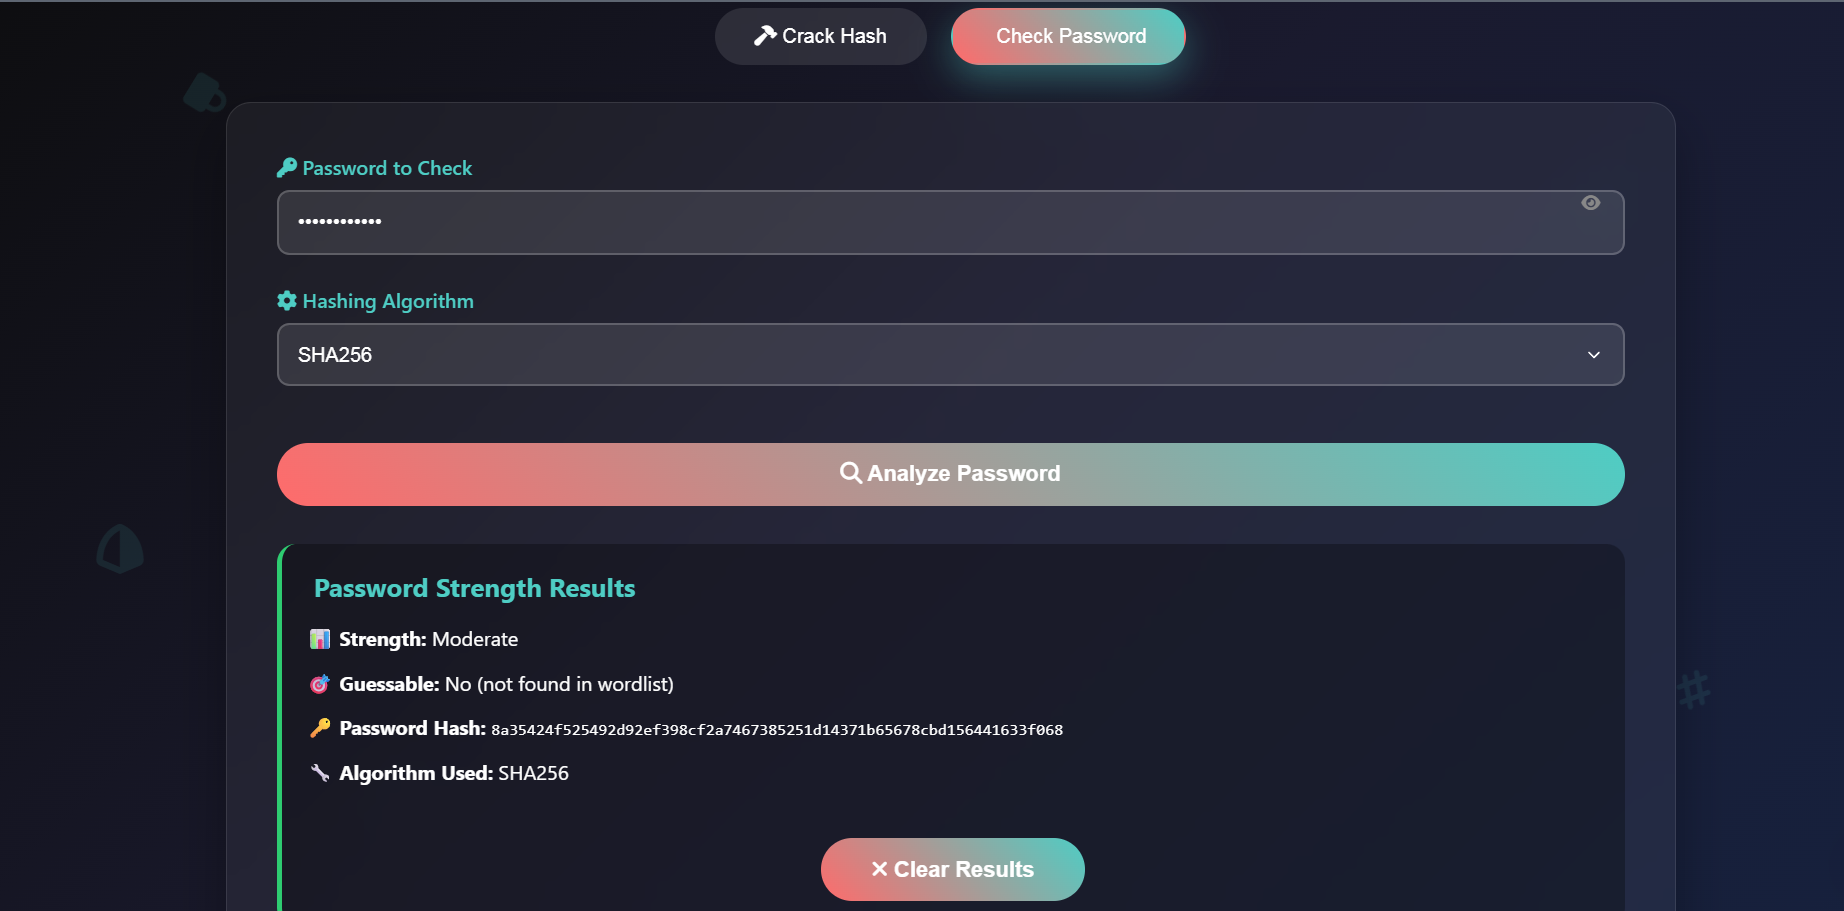 Crack Hash
Check Password
Password to Check
••••••••••••
Hashing Algorithm
SHA256
Analyze Password
Password Strength Results
Strength: Moderate
Guessable: No (not found in wordlist)
Password Hash: 8a35424f525492d92ef398cf2a7467385251d14371b65678cbd156441633f068
Algorithm Used: SHA256
Clear Results
#